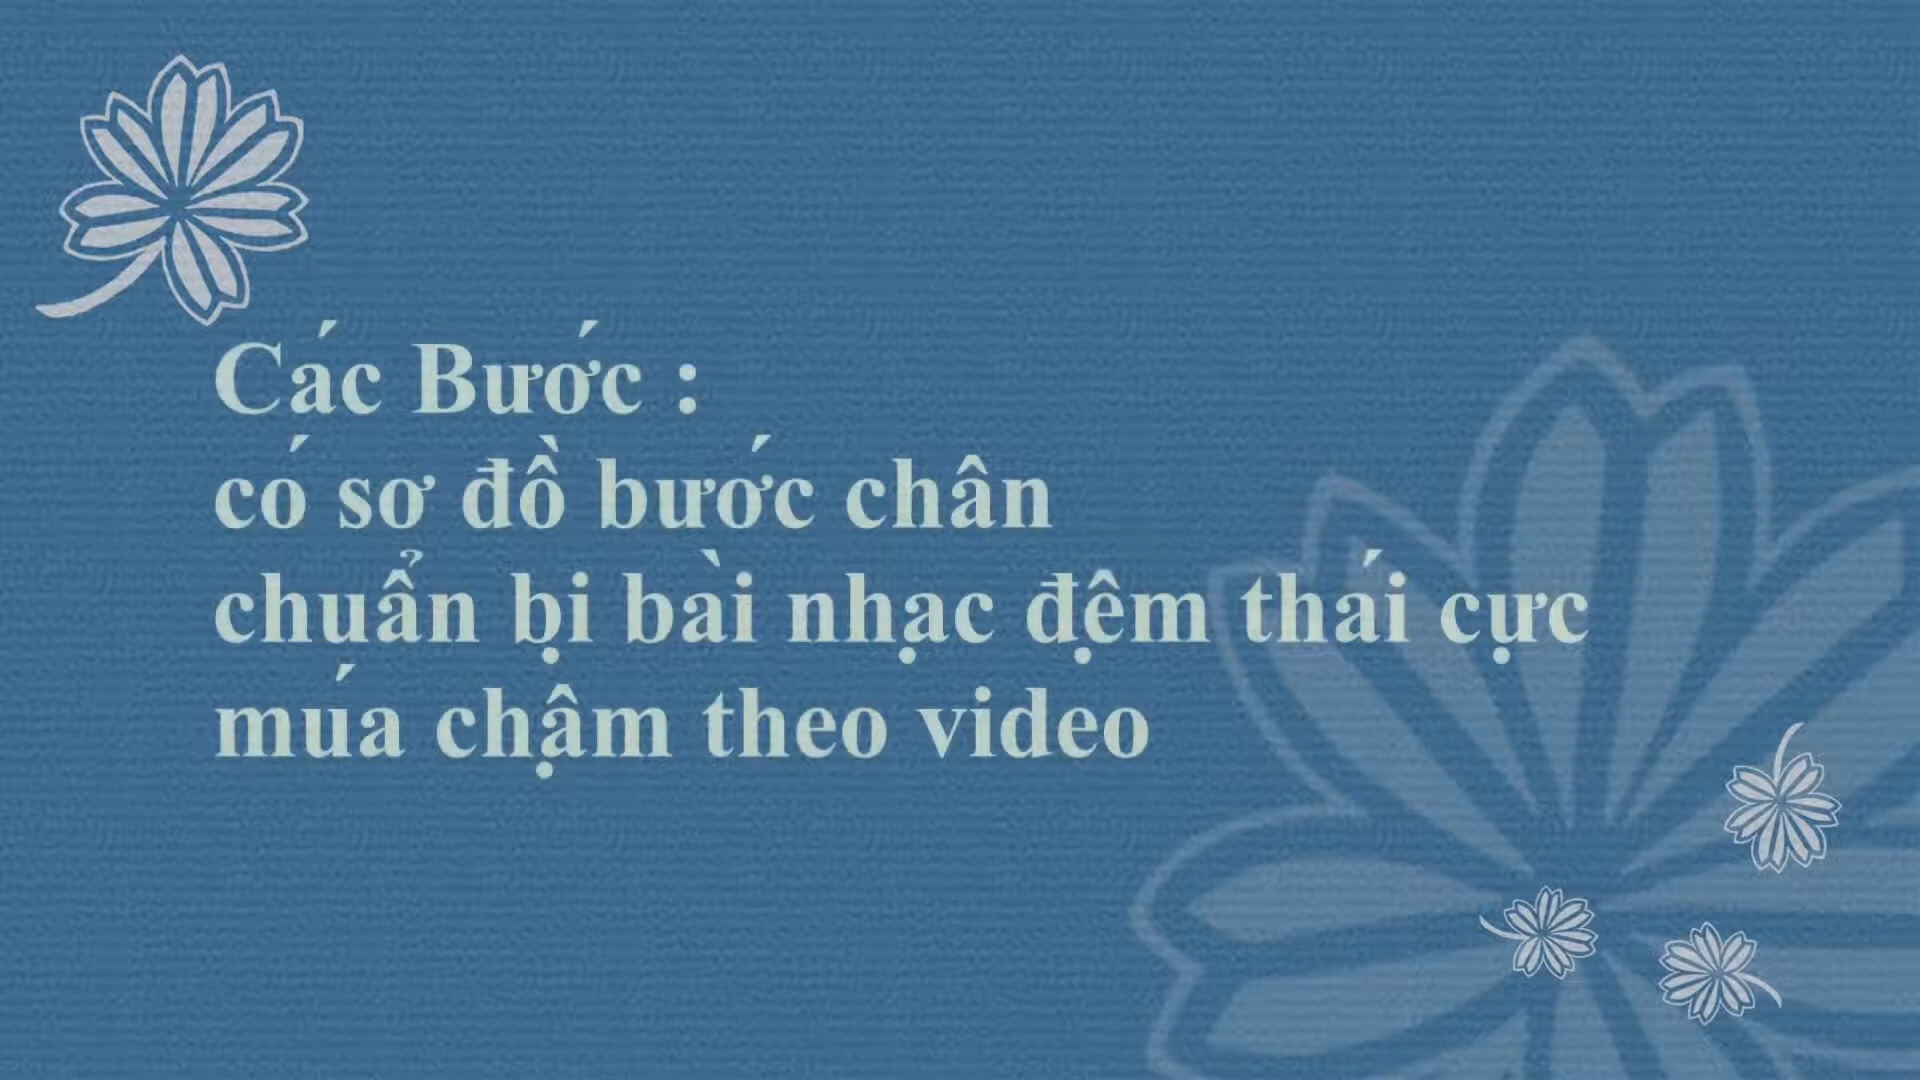 Các Bước :
có sơ đồ bước chân
chuẩn bị bài nhạc đệm thái cực
múa chậm theo video